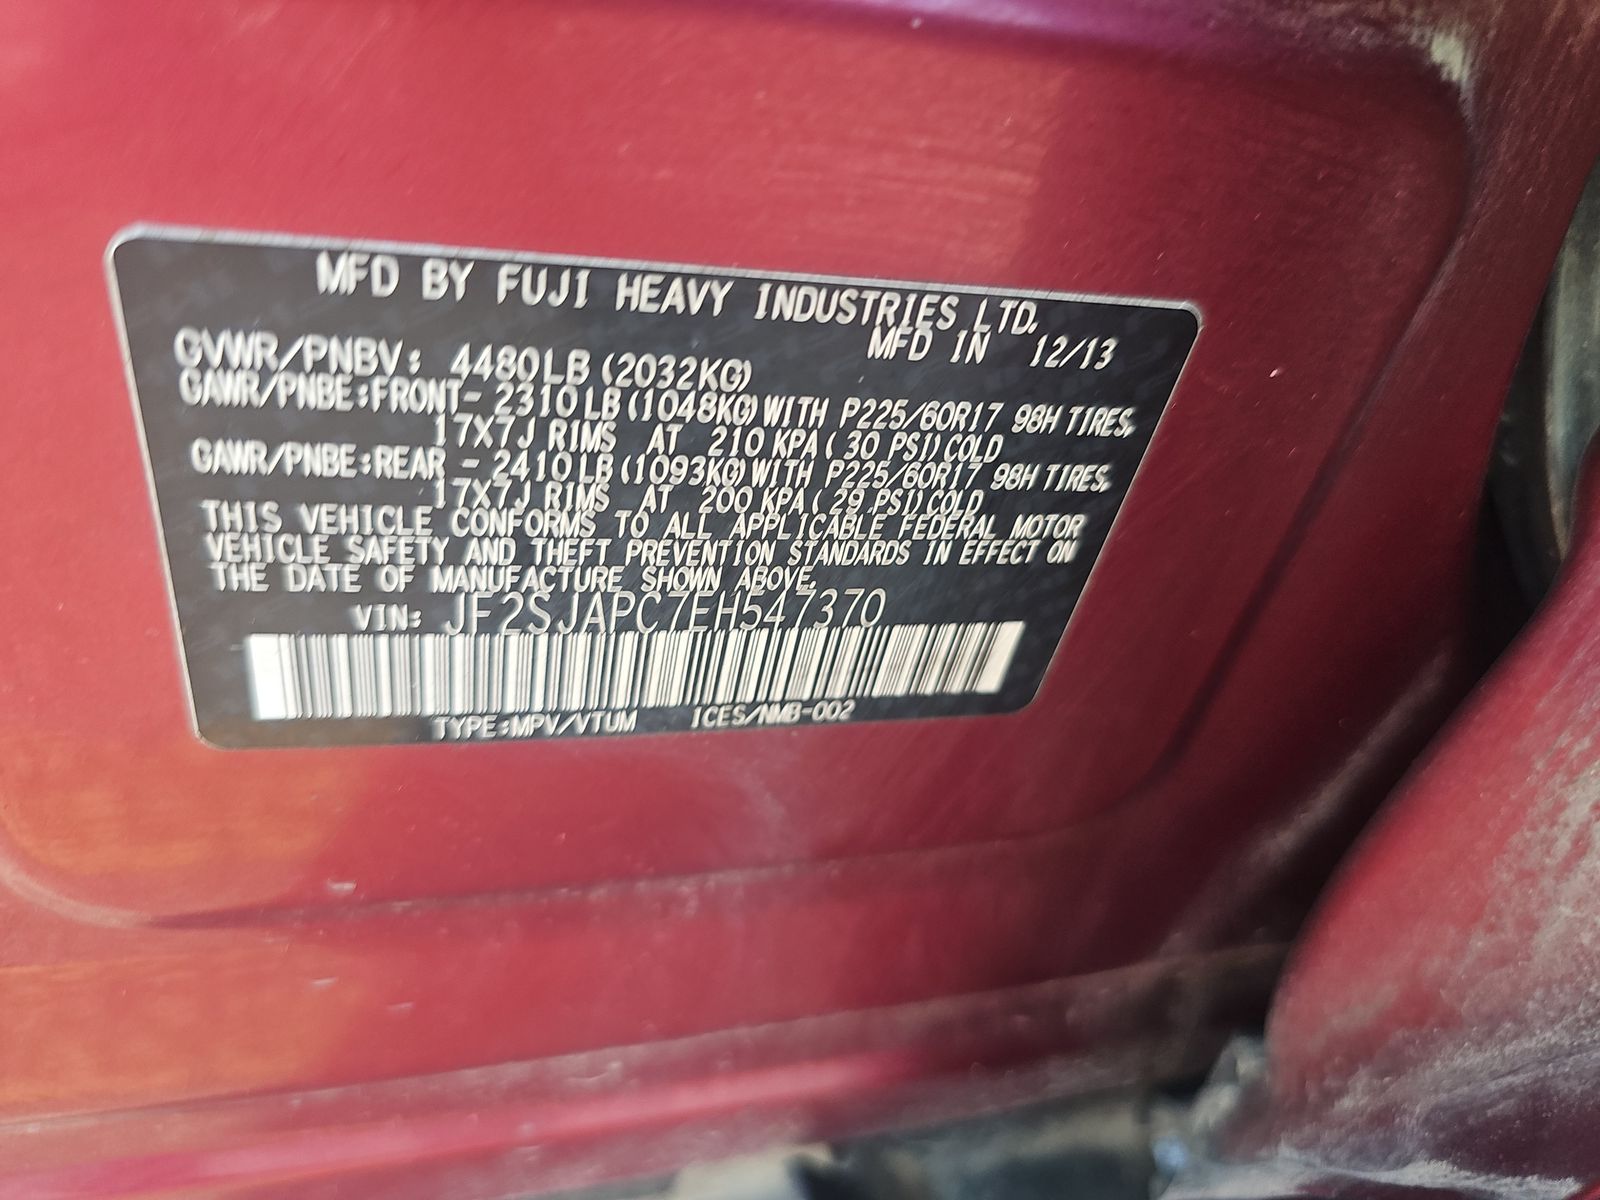 MFD BY FUJI HEAVY INDUSTRIES LTD.
MFD IN 12/13
GVWR/PNBV: 4480LB (2032KG)
GAWR/PNBE:FRONT- 2310LB (1048KG) WITH P225/60R17 98H TIRES,
17X7J RIMS AT 210 KPA ( 30 PSI) COLD
GAWR/PNBE:REAR - 2410LB (1093KG) WITH P225/60R17 98H TIRES,
17X7J RIMS AT 200 KPA ( 29 PSI) COLD
THIS VEHICLE CONFORMS TO ALL APPLICABLE FEDERAL MOTOR
VEHICLE SAFETY AND THEFT PREVENTION STANDARDS IN EFFECT ON
THE DATE OF MANUFACTURE SHOWN ABOVE.
VIN: JF2SJAPC7EH547370
TYPE:MPV/VTUM ICES/NMB-002